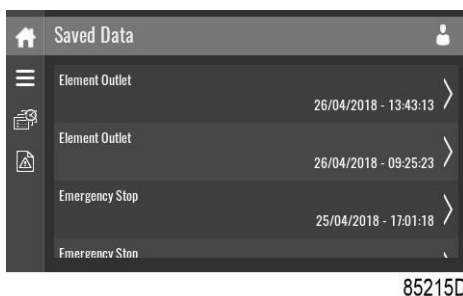 Saved Data
Element Outlet
26/04/2018 - 13:43:13
Element Outlet
26/04/2018 - 09:25:23
Emergency Stop
25/04/2018 - 17:01:18
Emergency Stop
85215D